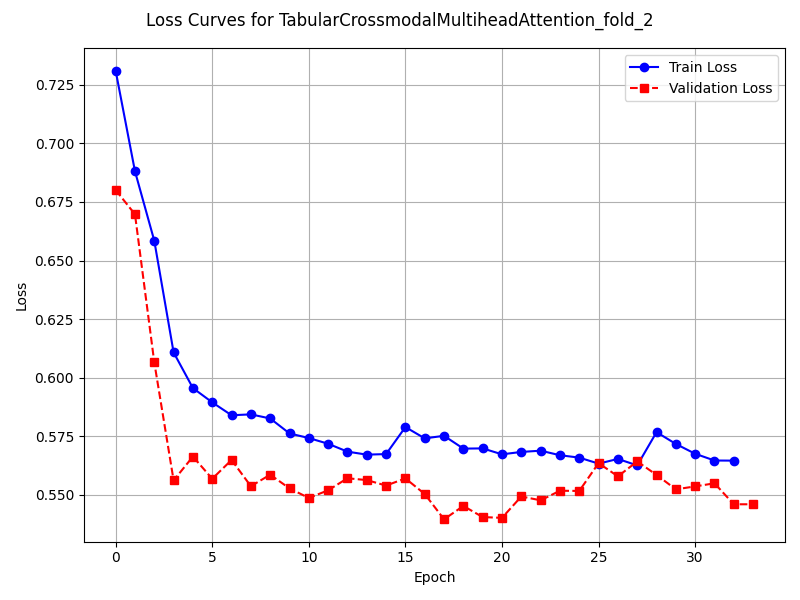 Loss Curves for TabularCrossmodalMultiheadAttention_fold_2
Train Loss
Validation Loss
0.725
0.700
0.675
0.650
0.625
0.600
0.575
0.550
Loss
0 5 10 15 20 25 30
Epoch